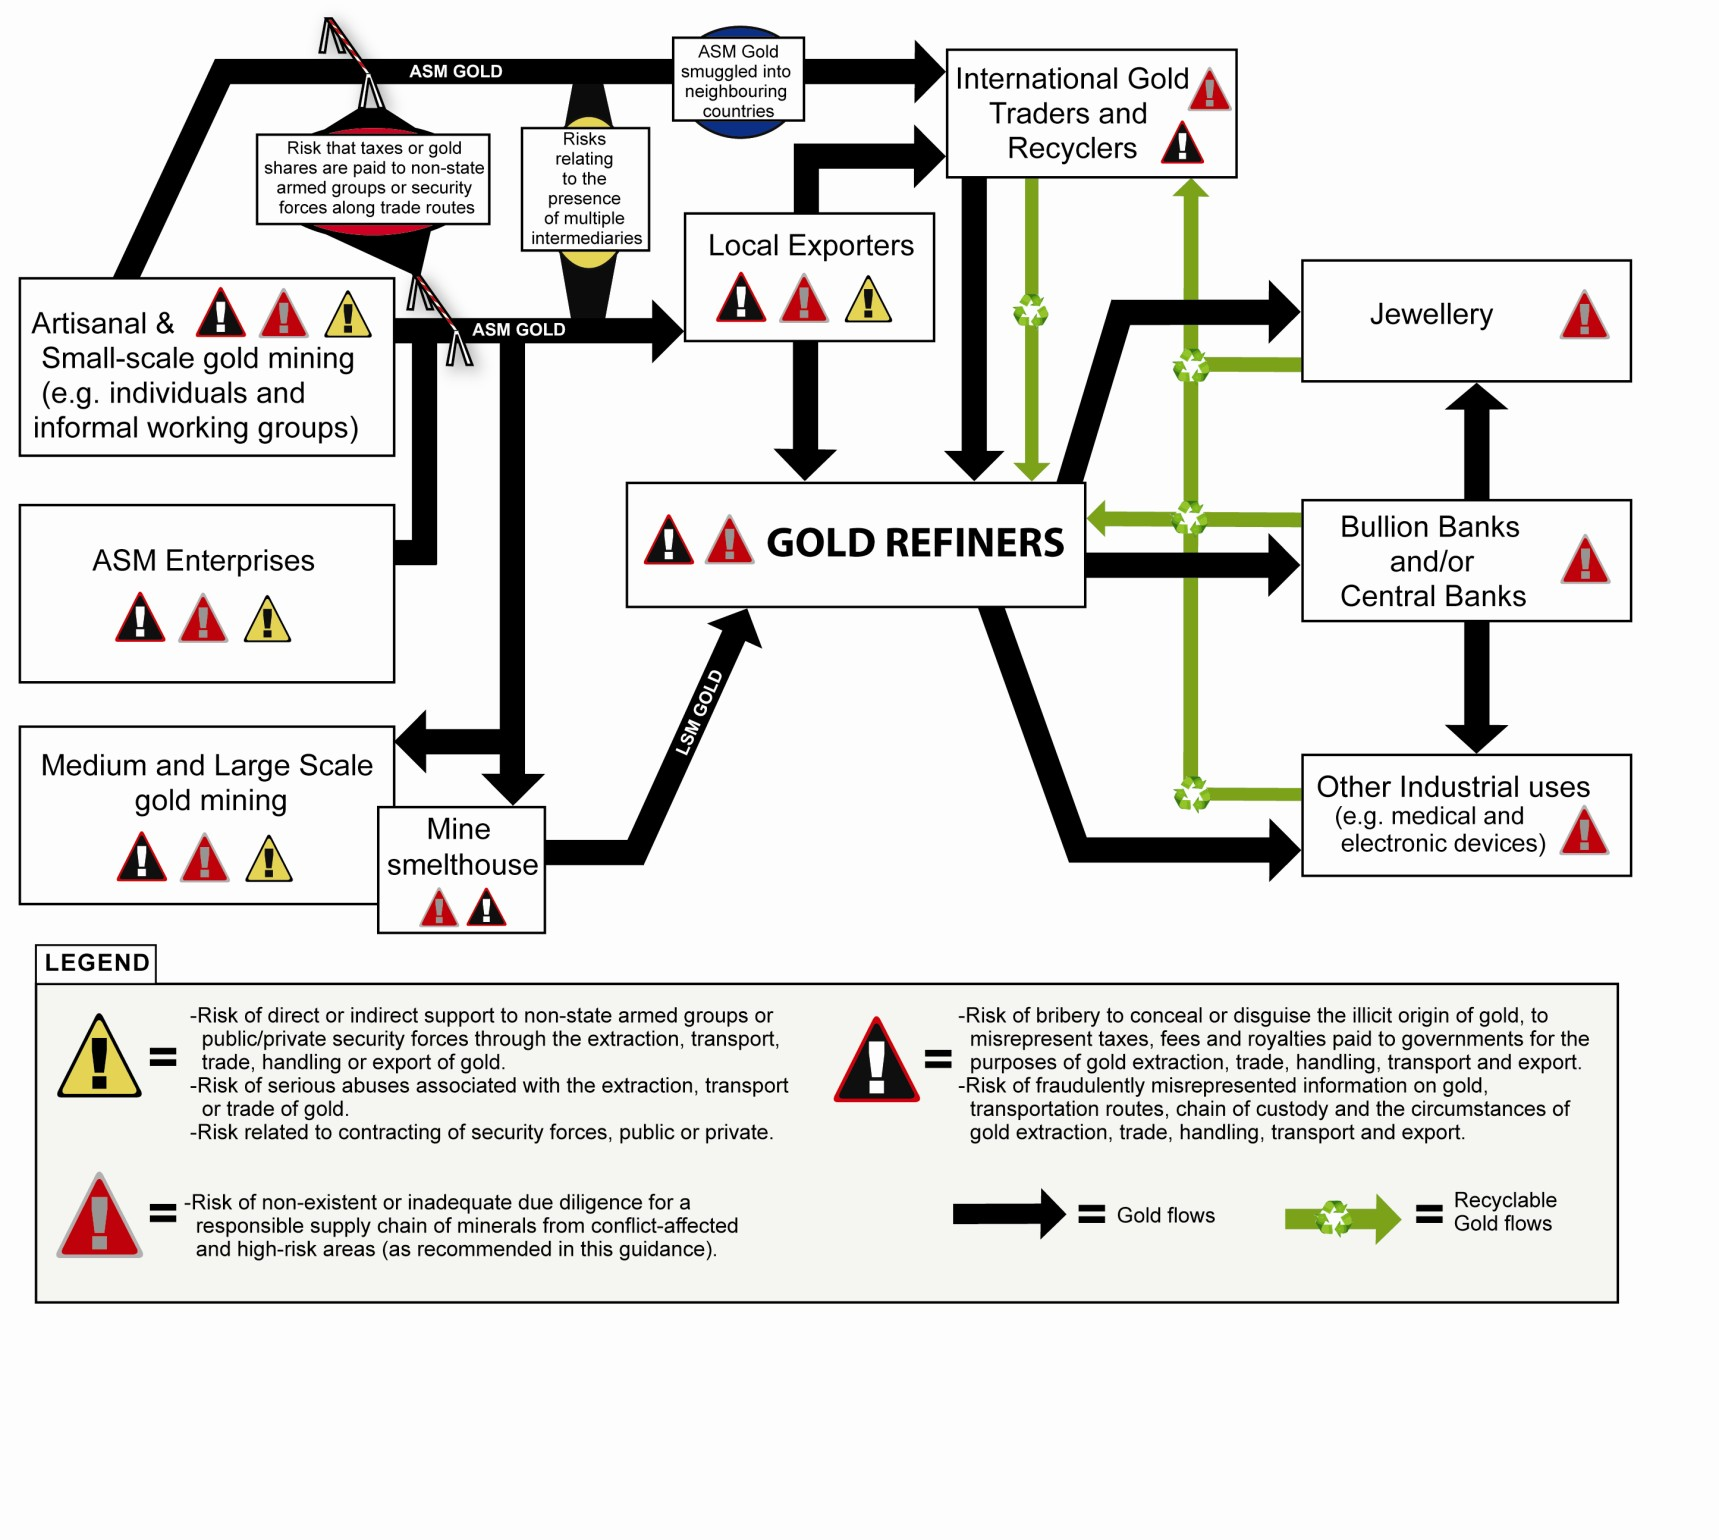 ASM GOLD
ASM Gold
smuggled into
neighbouring
countries
International Gold
Traders and
Recyclers
Risk that taxes or gold
shares are paid to non-state
armed groups or security
forces along trade routes
Risks
relating
to the
presence
of multiple
intermediaries
Local Exporters
Artisanal &
Small-scale gold mining
(e.g. individuals and
informal working groups)
ASM GOLD
Jewellery
ASM Enterprises
GOLD REFINERS
Bullion Banks
and/or
Central Banks
LSM GOLD
Medium and Large Scale
gold mining
Mine
smelthouse
Other Industrial uses
(e.g. medical and
electronic devices)
LEGEND
=
-Risk of direct or indirect support to non-state armed groups or
public/private security forces through the extraction, transport,
trade, handling or export of gold.
-Risk of serious abuses associated with the extraction, transport
or trade of gold.
-Risk related to contracting of security forces, public or private.
=
-Risk of bribery to conceal or disguise the illicit origin of gold, to
misrepresent taxes, fees and royalties paid to governments for the
purposes of gold extraction, trade, handling, transport and export.
-Risk of fraudulently misrepresented information on gold,
transportation routes, chain of custody and the circumstances of
gold extraction, trade, handling, transport and export.
=
-Risk of non-existent or inadequate due diligence for a
responsible supply chain of minerals from conflict-affected
and high-risk areas (as recommended in this guidance).
= Gold flows
= Recyclable
Gold flows